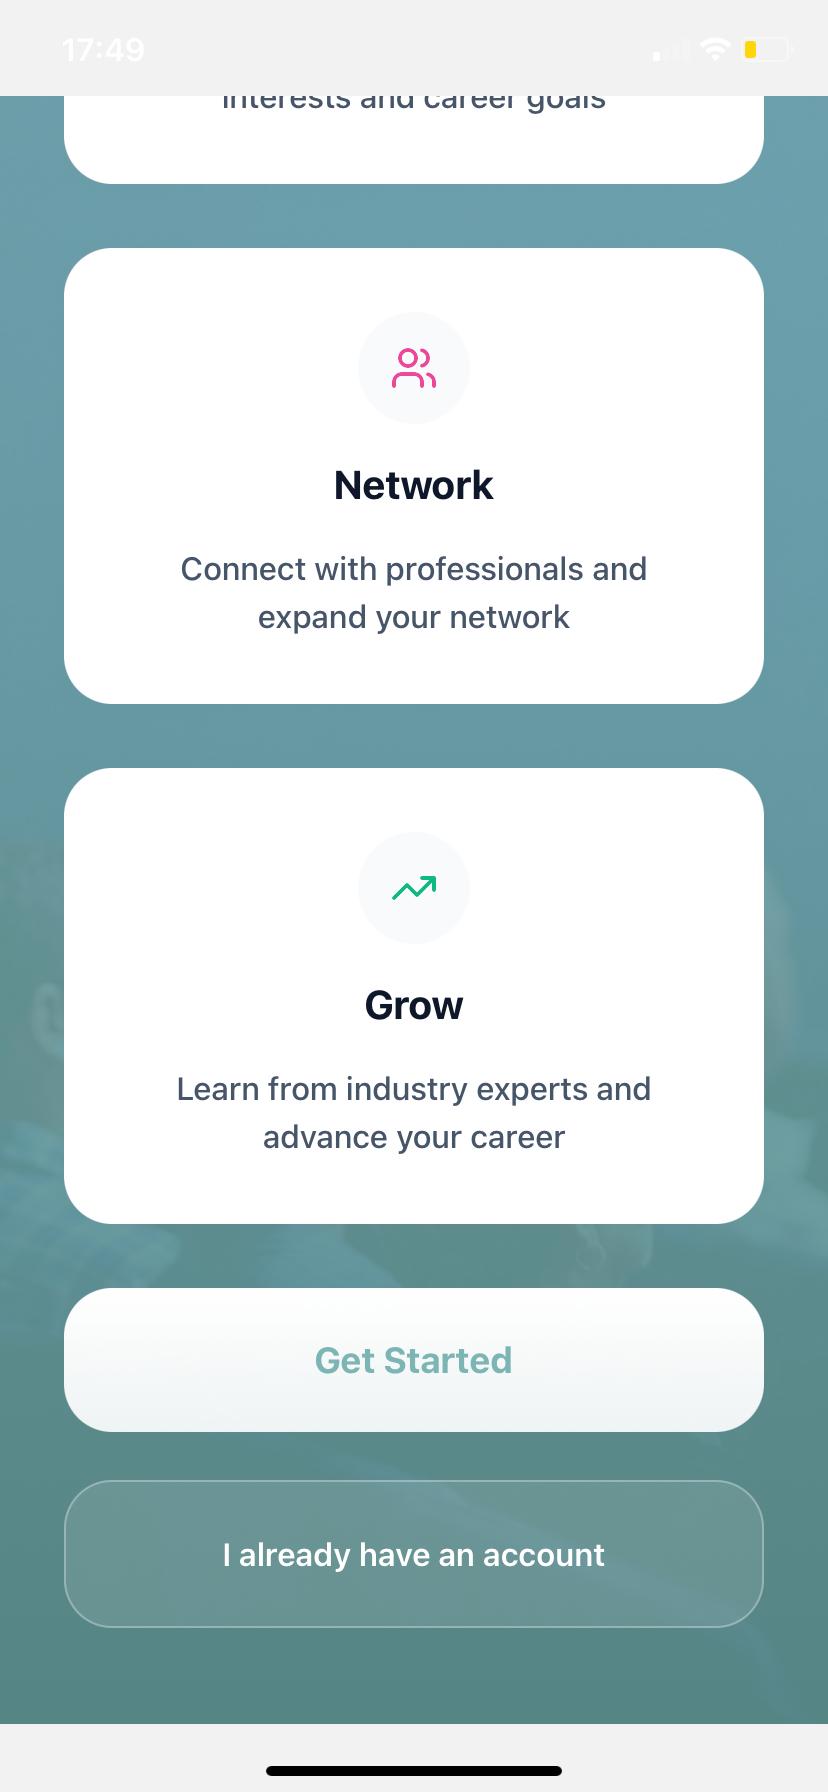 17:49
interests and career goals
Network
Connect with professionals and
expand your network
Grow
Learn from industry experts and
advance your career
Get Started
I already have an account